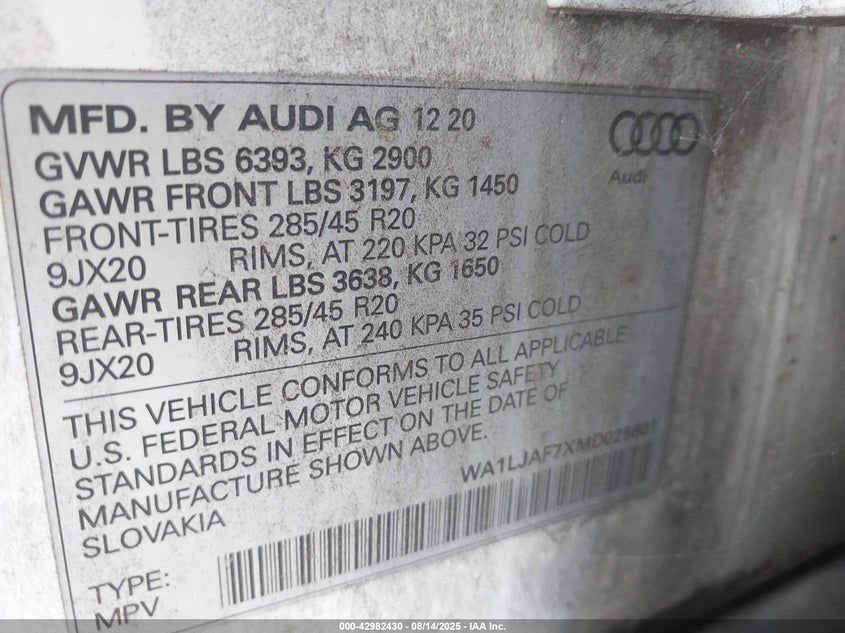 MFD. BY AUDI AG 12 20
Audi
GVWR LBS 6393, KG 2900
GAWR FRONT LBS 3197, KG 1450
FRONT-TIRES 285/45 R20
9JX20 RIMS, AT 220 KPA 32 PSI COLD
GAWR REAR LBS 3638, KG 1650
REAR-TIRES 285/45 R20
9JX20 RIMS, AT 240 KPA 35 PSI COLD
THIS VEHICLE CONFORMS TO ALL APPLICABLE
U.S. FEDERAL MOTOR VEHICLE SAFETY
STANDARDS IN EFFECT ON THE DATE OF
MANUFACTURE SHOWN ABOVE.
SLOVAKIA
WA1LJAF7XMD025601
TYPE:
MPV
000-42982430 - 08/14/2025 - IAA Inc.